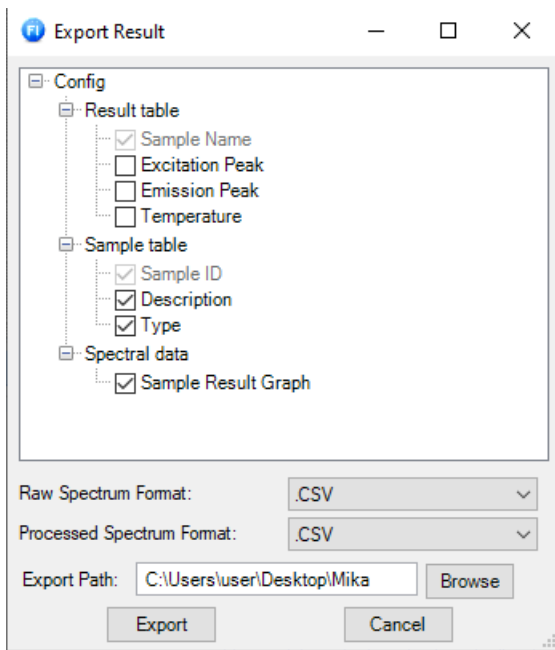 FI Export Result
Config
Result table
Sample Name
Excitation Peak
Emission Peak
Temperature
Sample table
Sample ID
Description
Type
Spectral data
Sample Result Graph
Raw Spectrum Format: .CSV
Processed Spectrum Format: .CSV
Export Path: C:\Users\user\Desktop\Mika Browse
Export Cancel